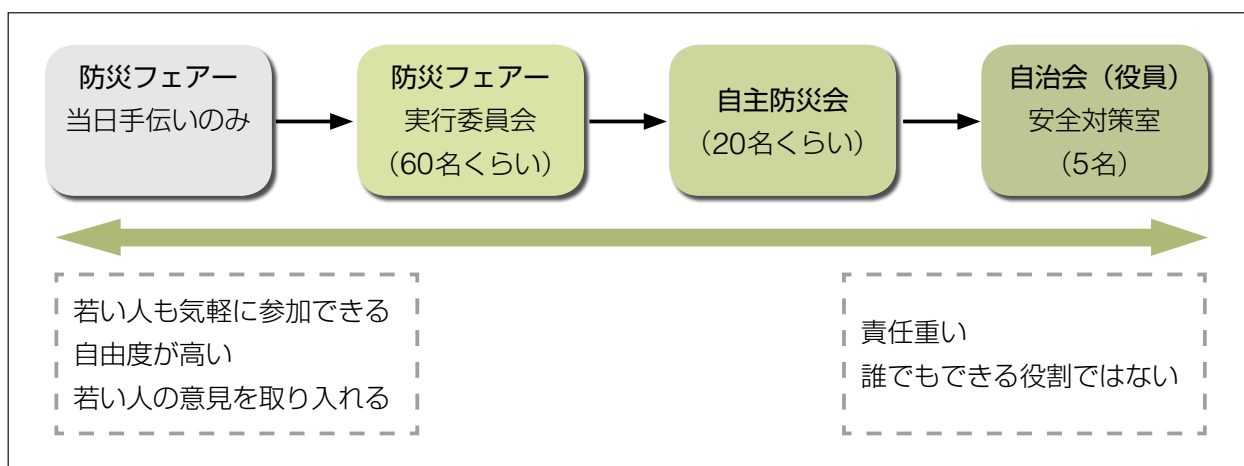 防災フェアー
当日手伝いのみ
防災フェアー
実行委員会
（60名くらい）
自主防災会
（20名くらい）
自治会（役員）
安全対策室
（5名）
若い人も気軽に参加できる
自由度が高い
若い人の意見を取り入れる
責任重い
誰でもできる役割ではない